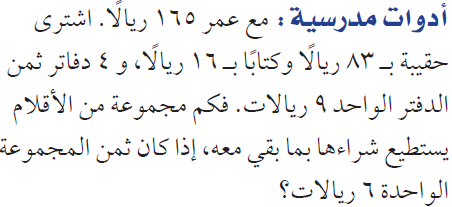 أدوات مدرسية : مع عمر ١٦٥ ريالًا. اشترى
حقيبة بـ ٨٣ ريالًا وكتابًا بـ ١٦ ريالًا، و ٤ دفاتر ثمن
الدفتر الواحد ٩ ريالات. فكم مجموعة من الأقلام
يستطيع شراءها بما بقي معه، إذا كان ثمن المجموعة
الواحدة ٦ ريالات؟